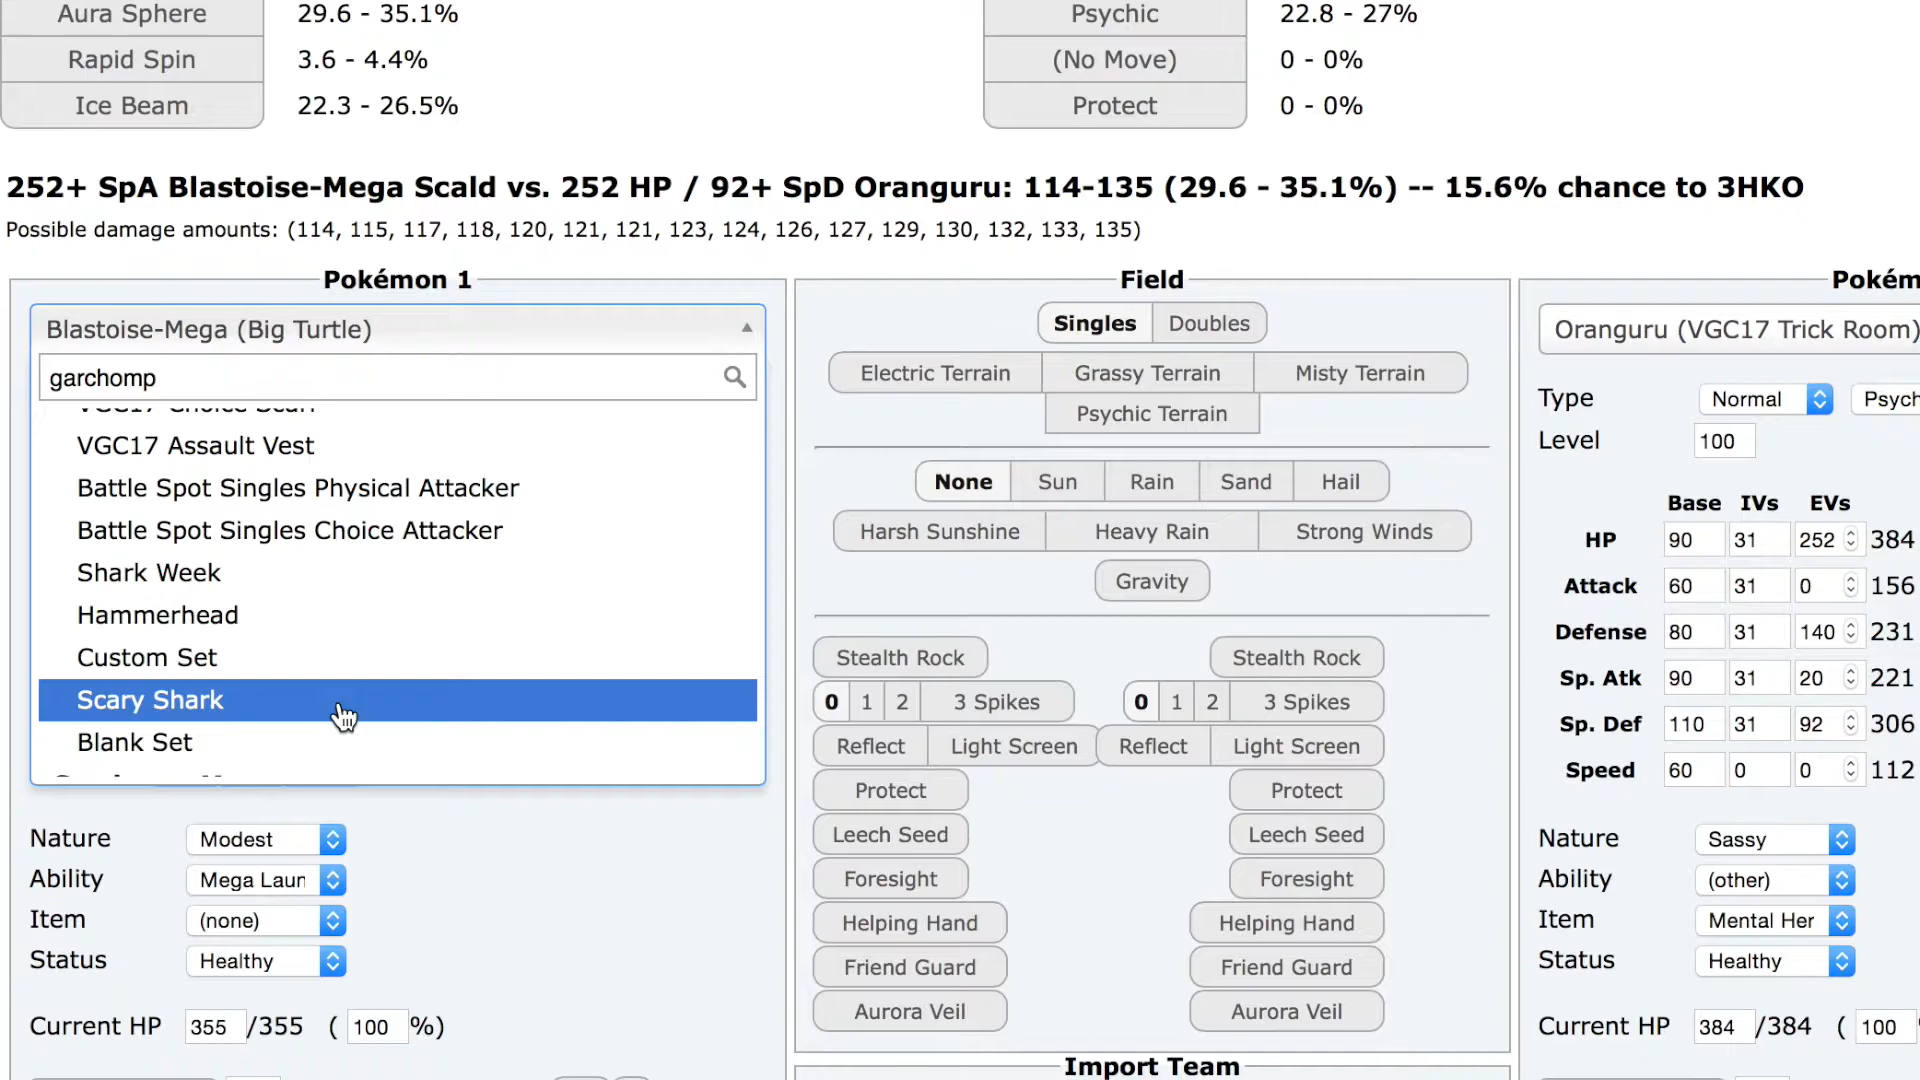 Aura Sphere 29.6 - 35.1% Psychic 22.8 - 27%
Rapid Spin 3.6 - 4.4% (No Move) 0 - 0%
Ice Beam 22.3 - 26.5% Protect 0 - 0%
252+ SpA Blastoise-Mega Scald vs. 252 HP / 92+ SpD Oranguru: 114-135 (29.6 - 35.1%) -- 15.6% chance to 3HKO
Possible damage amounts: (114, 115, 117, 118, 120, 121, 121, 123, 124, 126, 127, 129, 130, 132, 133, 135)
Pokémon 1
Blastoise-Mega (Big Turtle)
garchomp
VGC17 Choice Scarf
VGC17 Assault Vest
Battle Spot Singles Physical Attacker
Battle Spot Singles Choice Attacker
Shark Week
Hammerhead
Custom Set
Scary Shark
Blank Set
Nature Modest
Ability Mega Laun
Item (none)
Status Healthy
Current HP 355 /355 ( 100 %)
Field
Singles Doubles
Electric Terrain Grassy Terrain Misty Terrain
Psychic Terrain
None Sun Rain Sand Hail
Harsh Sunshine Heavy Rain Strong Winds
Gravity
Stealth Rock Stealth Rock
0 1 2 3 Spikes 0 1 2 3 Spikes
Reflect Light Screen Reflect Light Screen
Protect Protect
Leech Seed Leech Seed
Foresight Foresight
Helping Hand Helping Hand
Friend Guard Friend Guard
Aurora Veil Aurora Veil
Import Team
Pokém
Oranguru (VGC17 Trick Room)
Type Normal Psych
Level 100
Base IVs EVs
HP 90 31 252 384
Attack 60 31 0 156
Defense 80 31 140 231
Sp. Atk 90 31 20 221
Sp. Def 110 31 92 306
Speed 60 0 0 112
Nature Sassy
Ability (other)
Item Mental Her
Status Healthy
Current HP 384 /384 ( 100